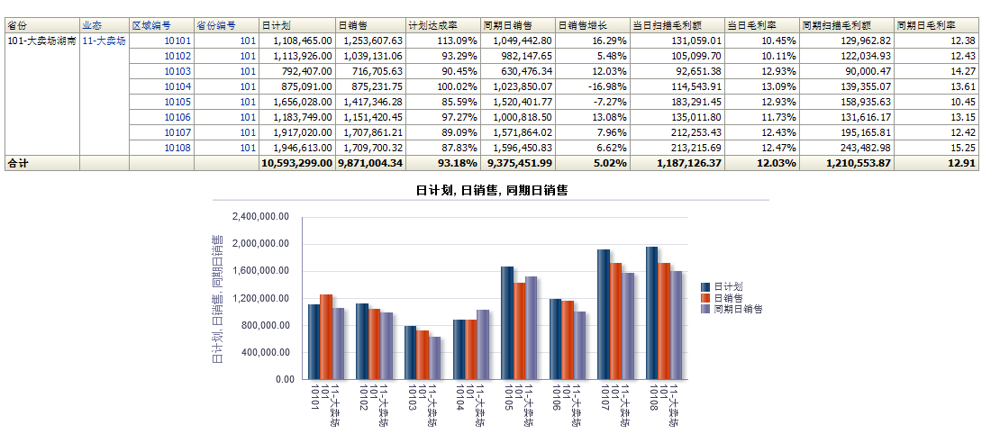 省份 业态 区域编号 省份编号 日计划 日销售 计划达成率 同期日销售 日销售增长 当日扫描毛利额 当日毛利率 同期扫描毛利额 同期日毛利率
101-大卖场湖南 11-大卖场 10101 101 1,108,465.00 1,253,607.63 113.09% 1,049,442.80 16.29% 131,059.01 10.45% 129,962.82 12.38
10102 101 1,113,926.00 1,039,131.06 93.29% 982,147.65 5.48% 105,099.70 10.11% 122,034.93 12.43
10103 101 792,407.00 716,705.63 90.45% 630,476.34 12.03% 92,651.38 12.93% 90,000.47 14.27
10104 101 875,091.00 875,231.75 100.02% 1,023,850.07 -16.98% 114,543.91 13.09% 139,355.07 13.61
10105 101 1,656,028.00 1,417,346.28 85.59% 1,520,401.77 -7.27% 183,291.45 12.93% 158,935.63 10.45
10106 101 1,183,749.00 1,151,420.45 97.27% 1,000,818.50 13.08% 135,011.80 11.73% 131,616.17 13.15
10107 101 1,917,020.00 1,707,861.21 89.09% 1,571,864.02 7.96% 212,253.43 12.43% 195,165.81 12.42
10108 101 1,946,613.00 1,709,700.32 87.83% 1,596,450.83 6.62% 213,215.69 12.47% 243,482.98 15.25
合计 10,593,299.00 9,871,004.34 93.18% 9,375,451.99 5.02% 1,187,126.37 12.03% 1,210,553.87 12.91
日计划, 日销售, 同期日销售
日计划, 日销售, 同期日销售
2,400,000.00
2,000,000.00
1,600,000.00
1,200,000.00
800,000.00
400,000.00
0.00
11-大卖场
101
10101
11-大卖场
101
10102
11-大卖场
101
10103
11-大卖场
101
10104
11-大卖场
101
10105
11-大卖场
101
10106
11-大卖场
101
10107
11-大卖场
101
10108
日计划
日销售
同期日销售